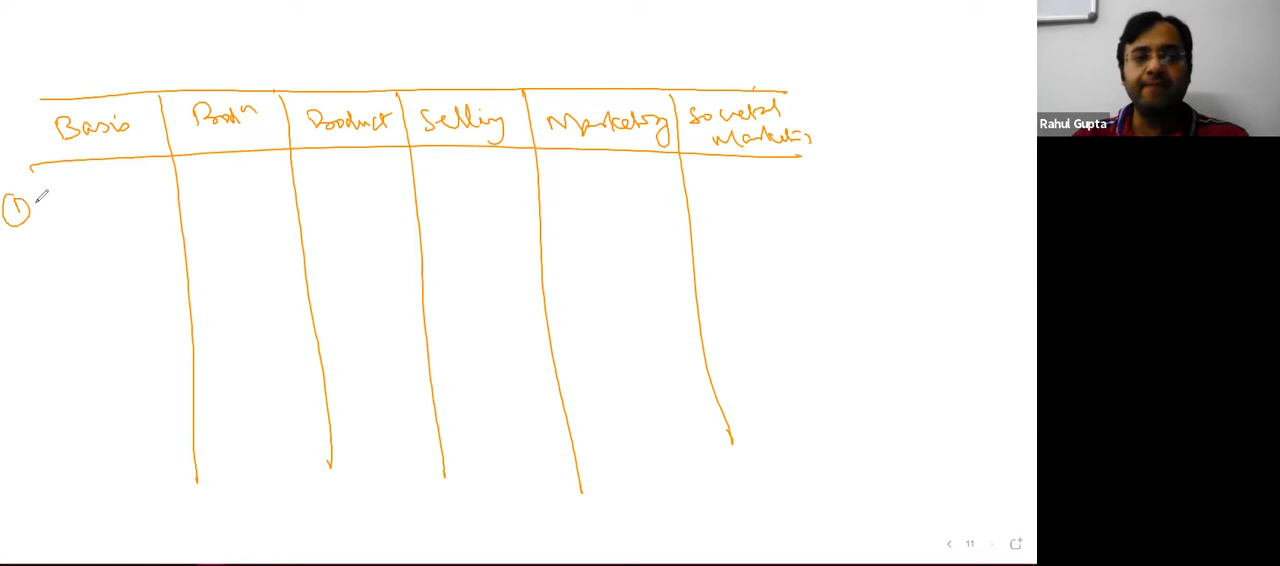 Basis
Prodⁿ
Product
Selling
Marketing
Societal
Marketing
①
Rahul Gupta
11